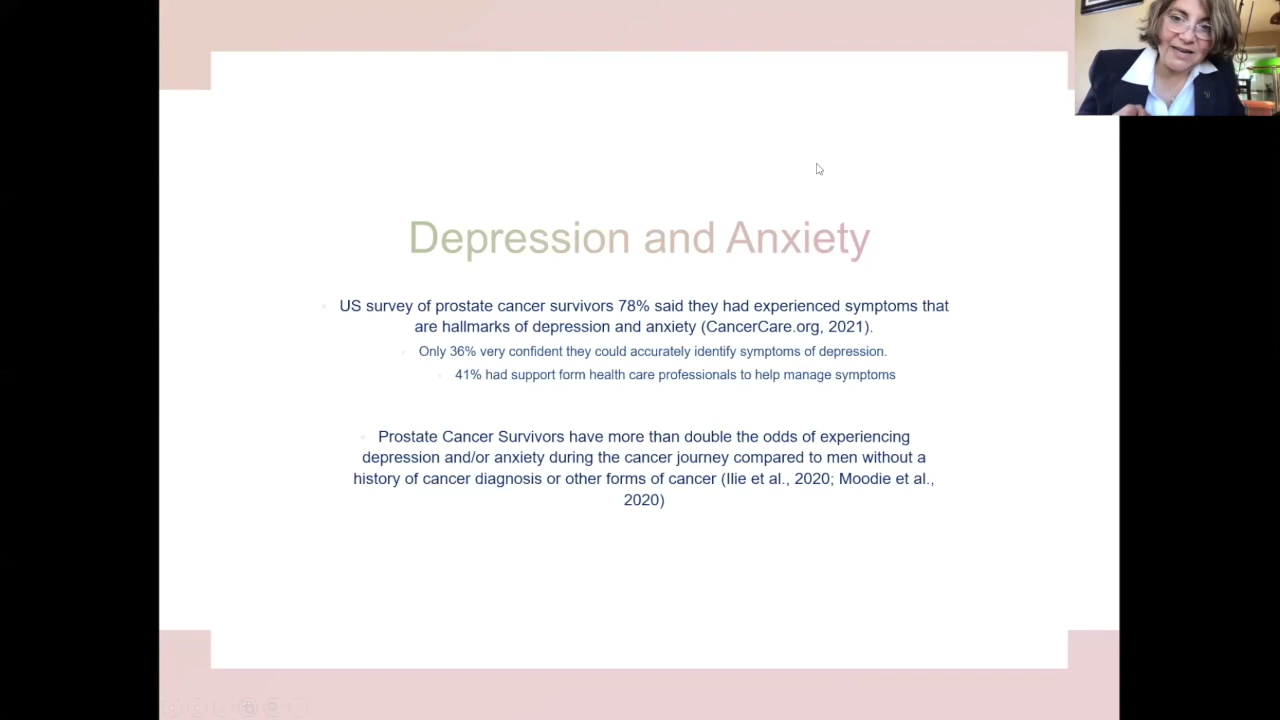 Depression and Anxiety
US survey of prostate cancer survivors 78% said they had experienced symptoms that
are hallmarks of depression and anxiety (CancerCare.org, 2021).
Only 36% very confident they could accurately identify symptoms of depression.
41% had support form health care professionals to help manage symptoms
Prostate Cancer Survivors have more than double the odds of experiencing
depression and/or anxiety during the cancer journey compared to men without a
history of cancer diagnosis or other forms of cancer (Ilie et al., 2020; Moodie et al.,
2020)